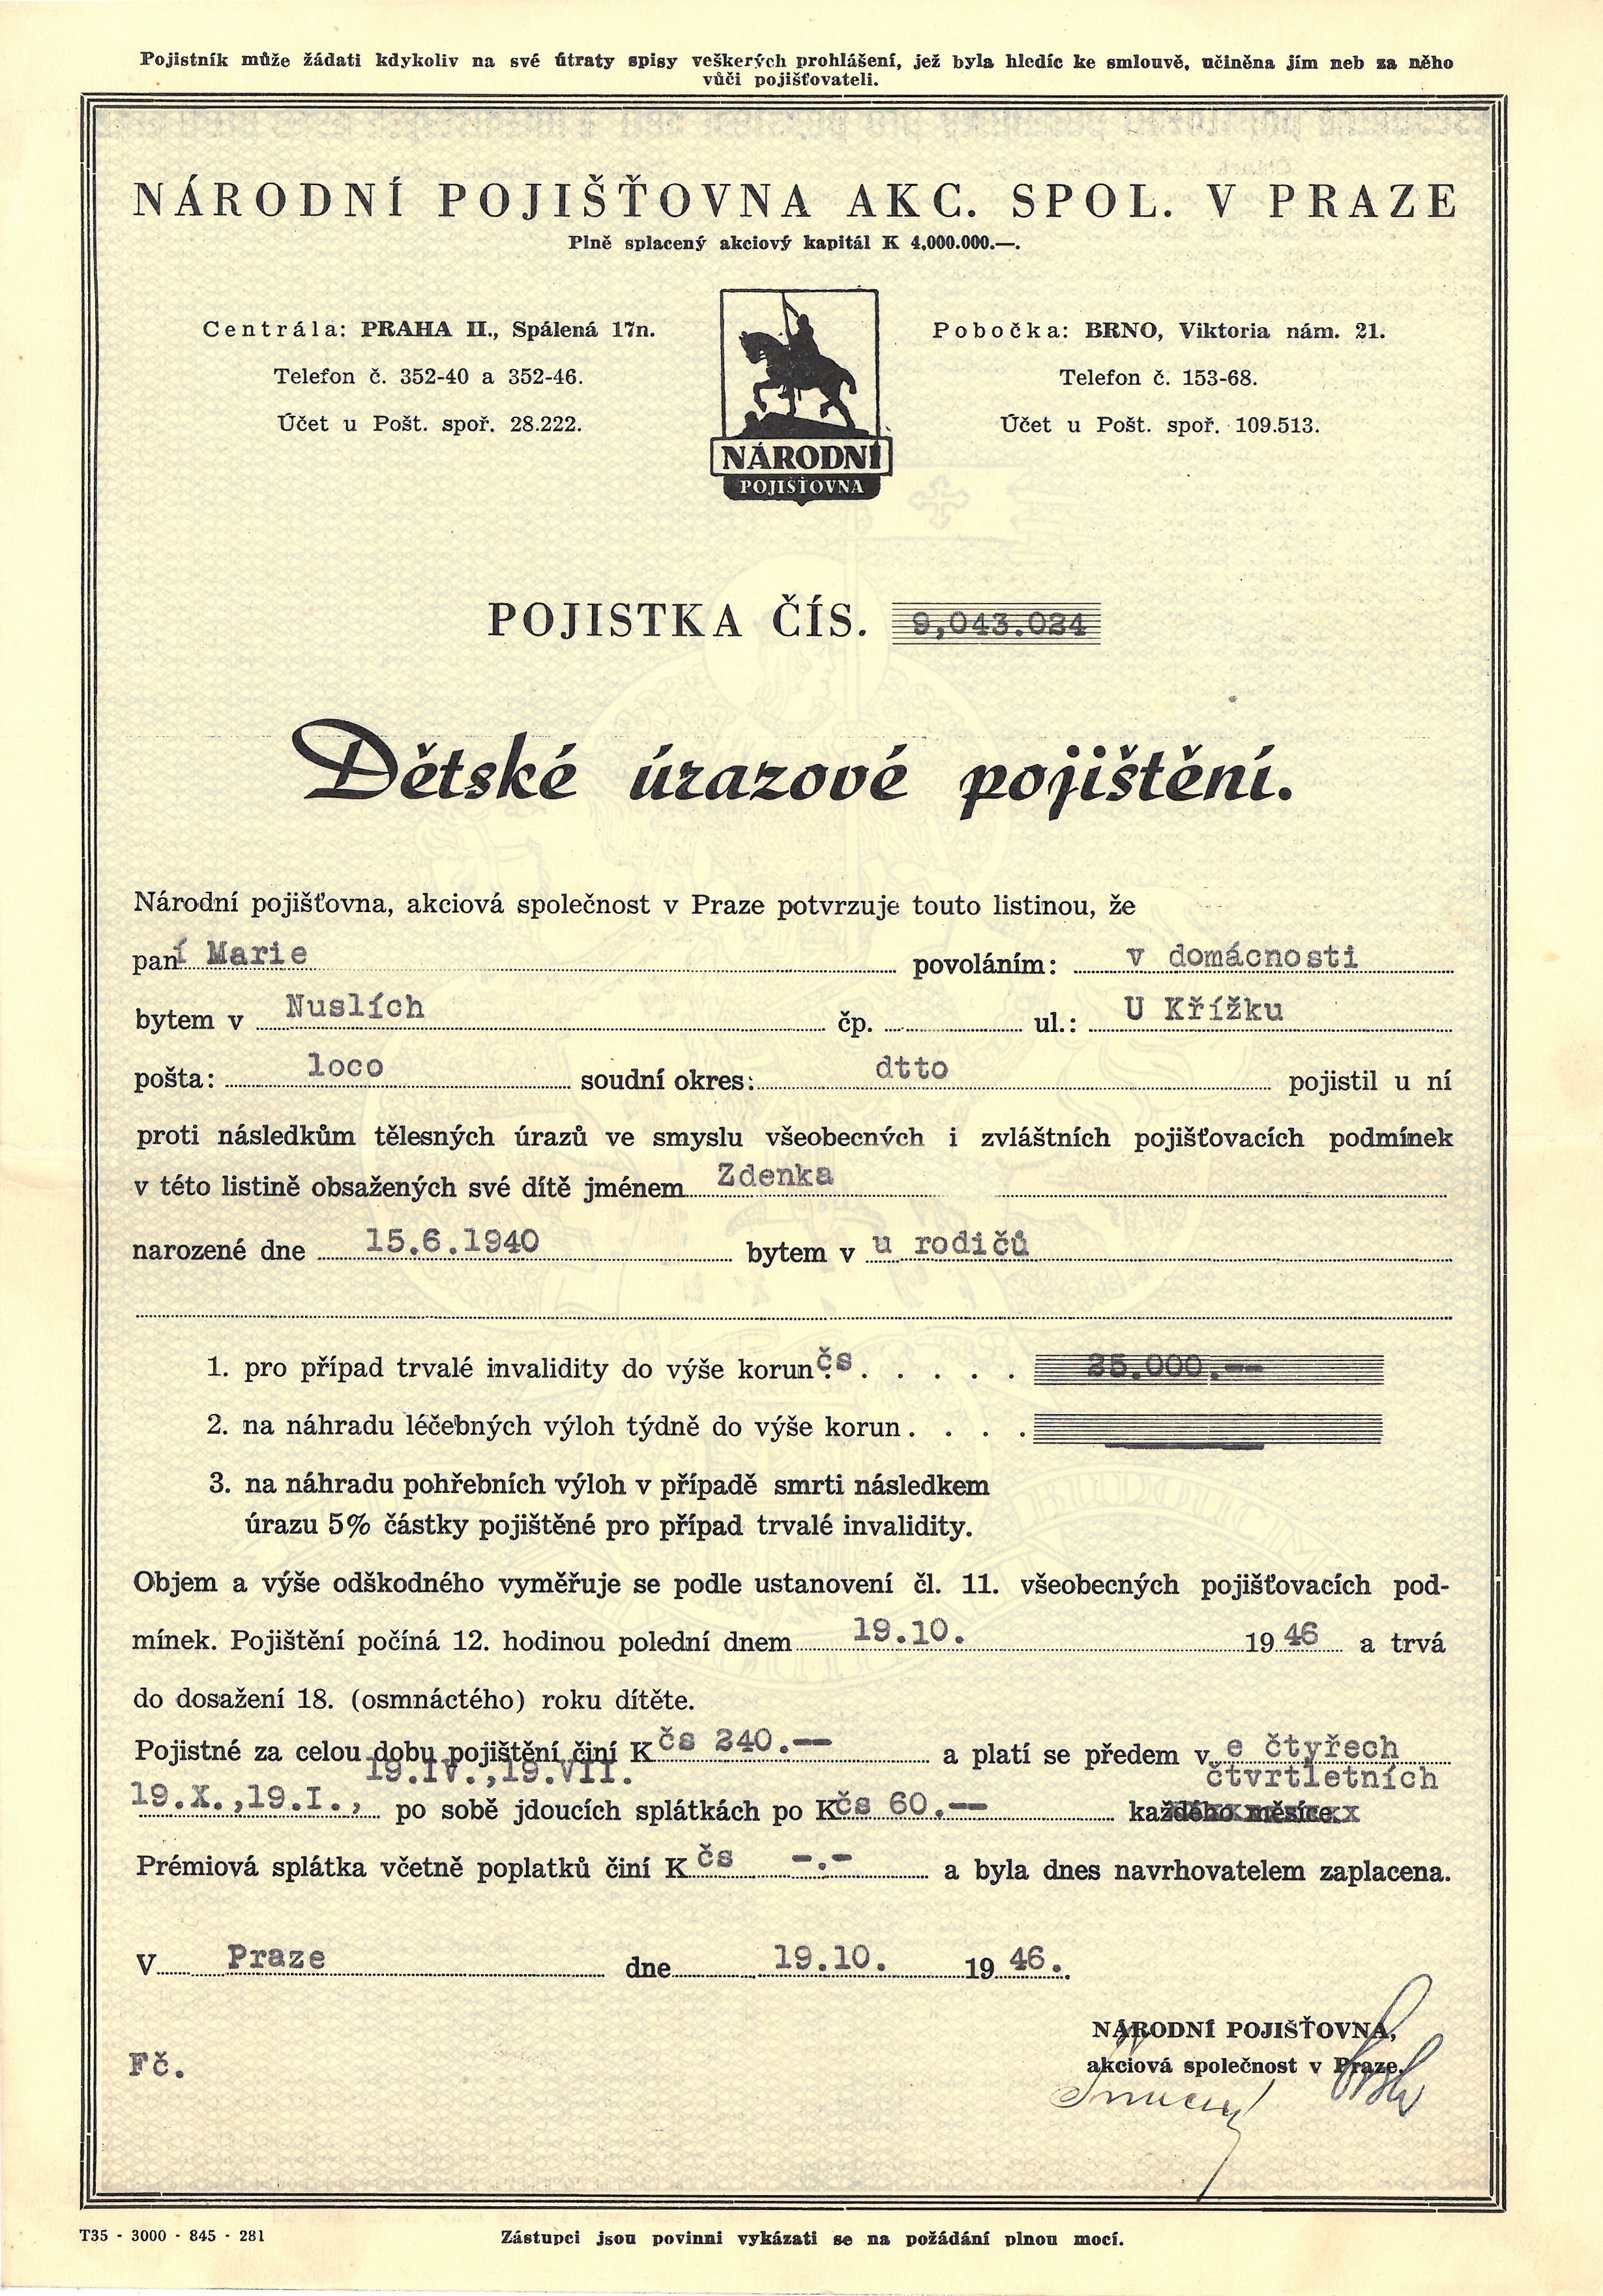 Pojistník může žádati kdykoliv na své útraty spisy veškerých prohlášení, jež byla hledíc ke smlouvě, učiněna jím neb za něho
vůči pojišťovateli.
NÁRODNÍ POJIŠŤOVNA AKC. SPOL. V PRAZE
Plně splacený akciový kapitál K 4,000.000.—.
Centrála: PRAHA II., Spálená 17n.
Telefon č. 352-40 a 352-46.
Účet u Pošt. spoř. 28.222.
NÁRODNÍ
POJIŠŤOVNA
Pobočka: BRNO, Viktoria nám. 21.
Telefon č. 153-68.
Účet u Pošt. spoř. 109.513.
POJISTKA ČÍS. 9,043.024
Dětské úrazové pojištění.
Národní pojišťovna, akciová společnost v Praze potvrzuje touto listinou, že
paní Marie povoláním: v domácnosti
bytem v Nuslích čp. ul.: U Křížku
pošta: loco soudní okres: dtto pojistil u ní
proti následkům tělesných úrazů ve smyslu všeobecných i zvláštních pojišťovacích podmínek
v této listině obsažených své dítě jménem Zdenka
narozené dne 15.6.1940 bytem v u rodičů
1. pro případ trvalé invalidity do výše korun čs . . . . . 25.000.--
2. na náhradu léčebných výloh týdně do výše korun . . . .
3. na náhradu pohřebních výloh v případě smrti následkem
úrazu 5% částky pojištěné pro případ trvalé invalidity.
Objem a výše odškodného vyměřuje se podle ustanovení čl. 11. všeobecných pojišťovacích pod-
mínek. Pojištění počíná 12. hodinou polední dnem 19.10. 1946 a trvá
do dosažení 18. (osmnáctého) roku dítěte.
Pojistné za celou dobu pojištění činí Kčs 240.-- a platí se předem v e čtyřech
19.IV.,19.VII. čtvrtletních
19.X.,19.I., po sobě jdoucích splátkách po Kčs 60.-- každého měsíce.
Prémiová splátka včetně poplatků činí Kčs -.- a byla dnes navrhovatelem zaplacena.
V Praze dne 19.10. 1946.
NÁRODNÍ POJIŠŤOVNA,
akciová společnost v Praze.
Fč.
T35 - 3000 - 845 - 281
Zástupci jsou povinni vykázati se na požádání plnou mocí.